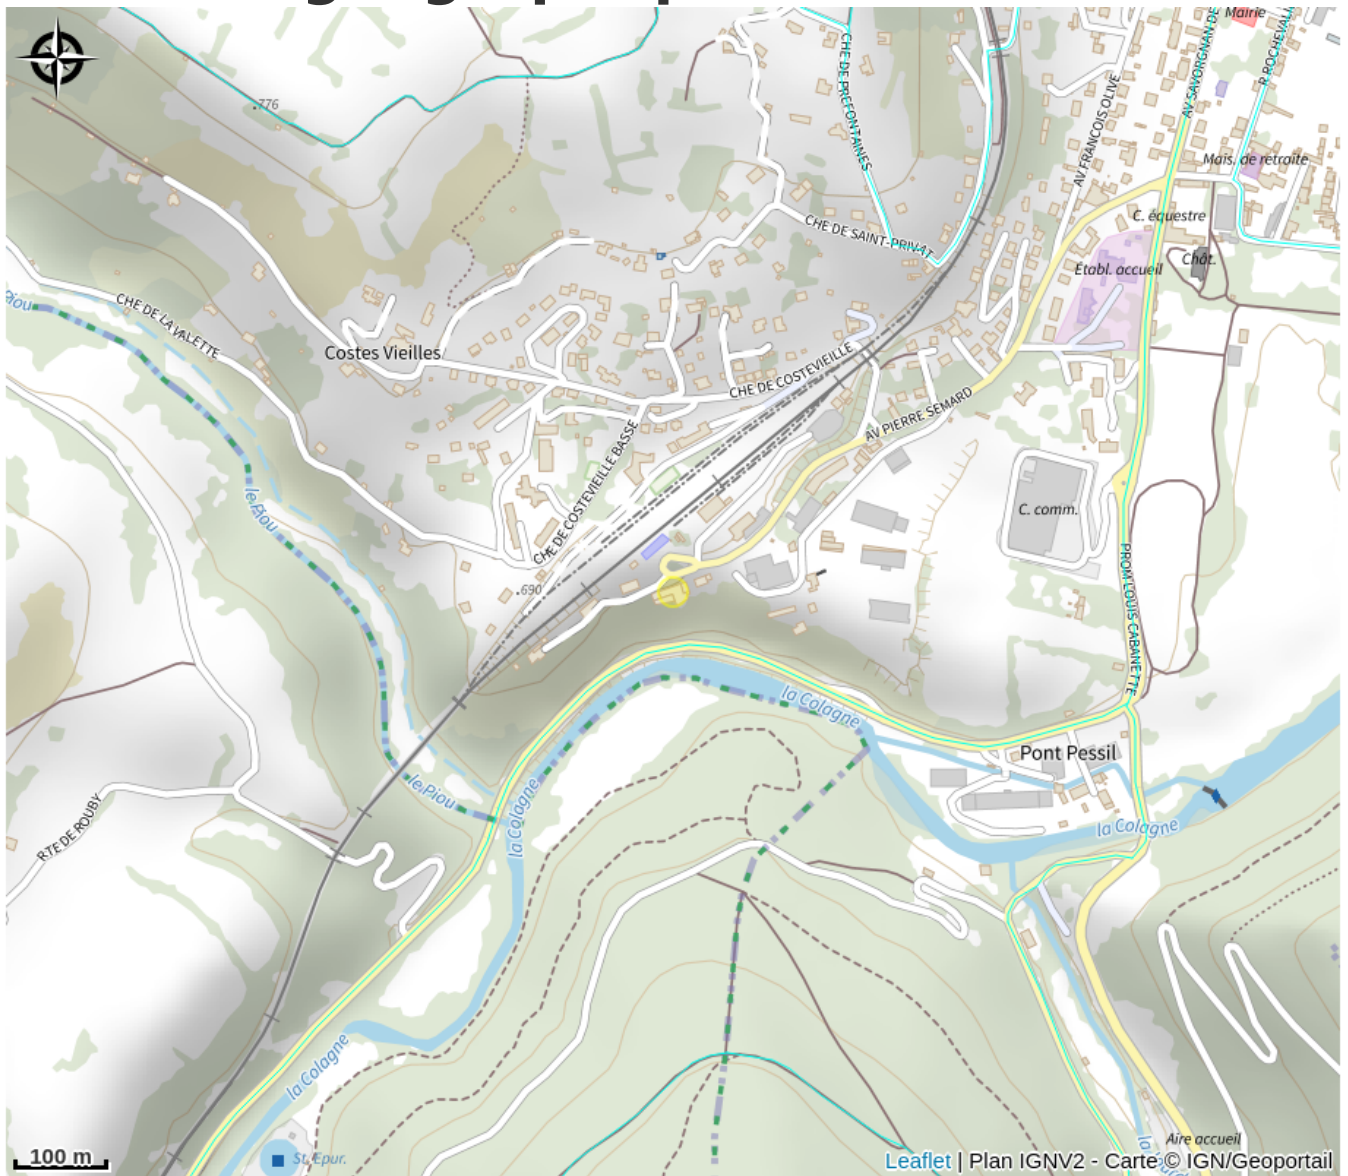 Mairie
AV SAVORGNAN DE
R ROCHEVAL
CHE DE PREFONTAINES
AV FRANCOIS OLIVE
.776
Mais. de retraite
C. équestre
CHE DE SAINT-PRIVAT
Établ. accueil
Chât.
Piou
CHE DE LA VALETTE
Costes Vieilles
CHE DE COSTEVIEILLE
AV PIERRE SEMARD
CHE DE COSTEVIEILLE BASSE
le Piou
C. comm.
.690
PROM LOUIS CABANETTE
la Colagne
Pont Pessil
le Piou
la Colagne
la Colagne
RTE DE ROUBY
la Colagne
Aire accueil
St. Epur.
100 m
Leaflet | Plan IGNV2 - Carte © IGN/Geoportail